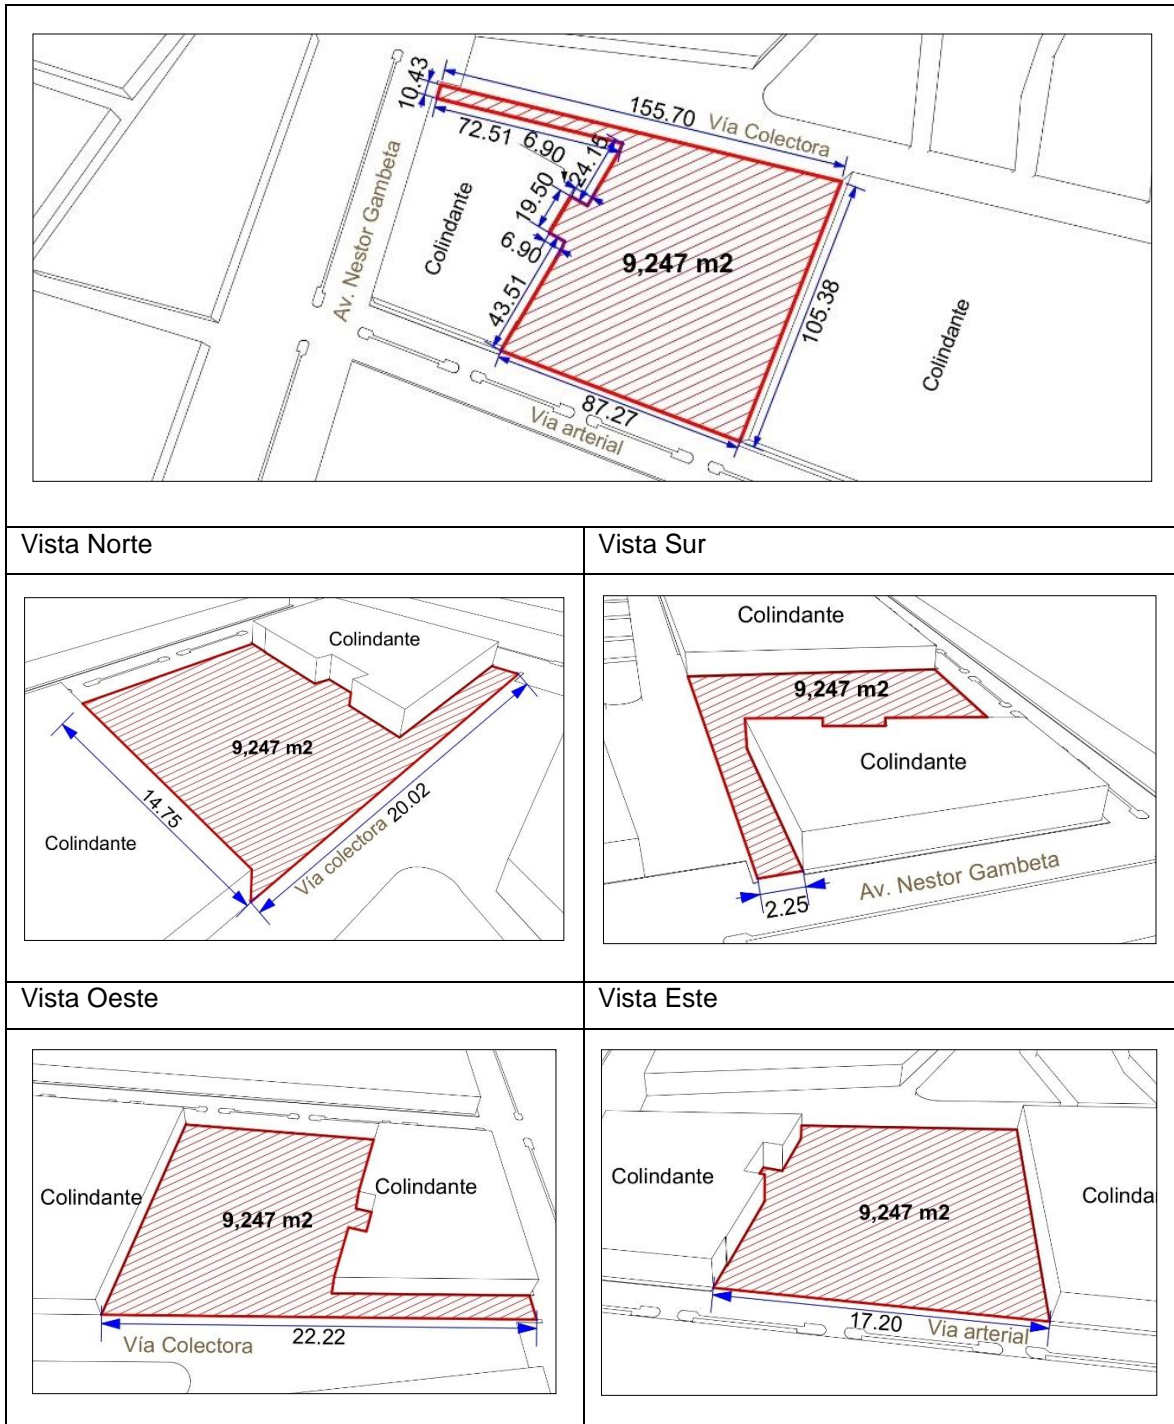 10.43
155.70
Vía Colectora
72.51
6.90
24.15
Av. Nestor Gambeta
Colindante
19.50
6.90
9,247 m2
43.51
105.38
Colindante
87.27
Via arterial
Vista Norte
Vista Sur
Colindante
9,247 m2
14.75
Colindante
Vía colectora 20.02
Colindante
9,247 m2
Colindante
Av. Nestor Gambeta
2.25
Vista Oeste
Vista Este
Colindante
Colindante
9,247 m2
22.22
Vía Colectora
Colindante
Colinda
9,247 m2
17.20
Via arterial